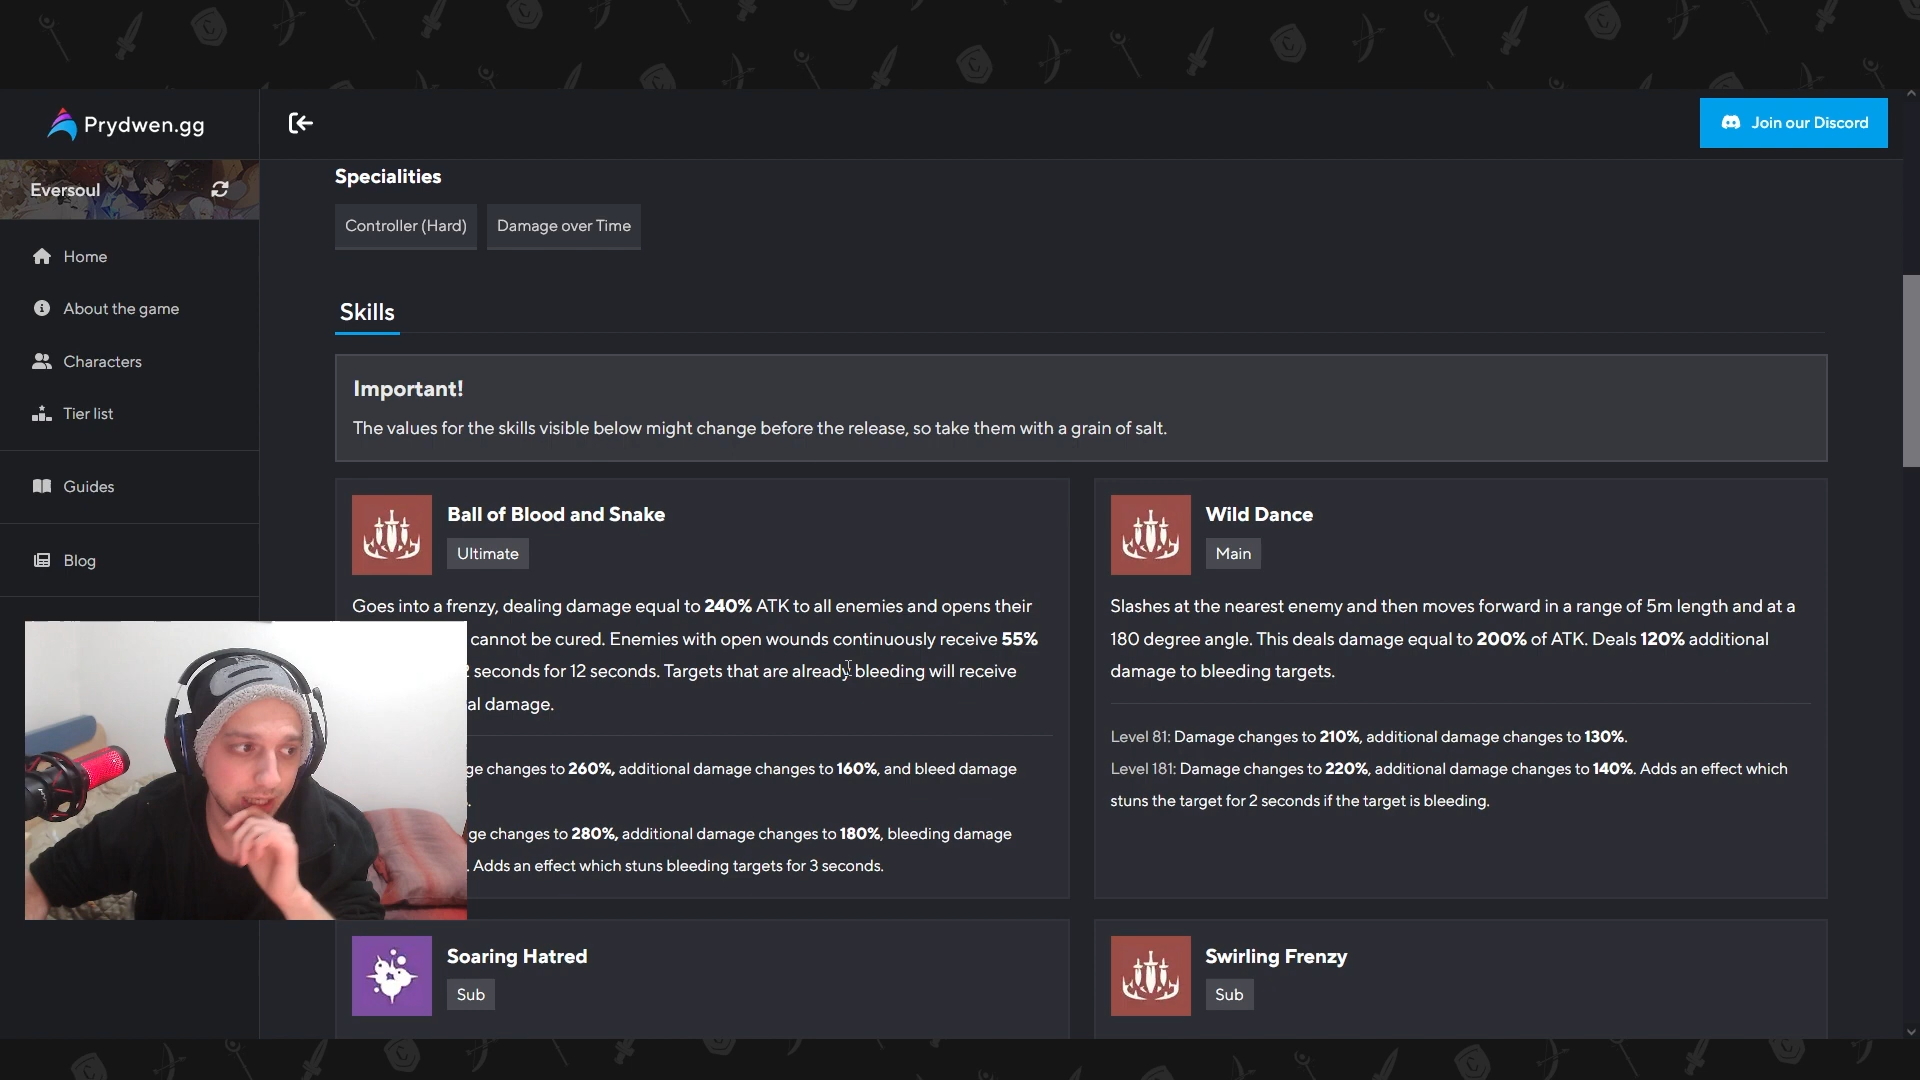 Prydwen.gg
Join our Discord
Eversoul
Home
About the game
Characters
Tier list
Guides
Blog
Specialities
Controller (Hard)
Damage over Time
Skills
Important!
The values for the skills visible below might change before the release, so take them with a grain of salt.
Ball of Blood and Snake
Ultimate
Goes into a frenzy, dealing damage equal to 240% ATK to all enemies and opens their
cannot be cured. Enemies with open wounds continuously receive 55%
seconds for 12 seconds. Targets that are already bleeding will receive
al damage.
ge changes to 260%, additional damage changes to 160%, and bleed damage
ge changes to 280%, additional damage changes to 180%, bleeding damage
. Adds an effect which stuns bleeding targets for 3 seconds.
Wild Dance
Main
Slashes at the nearest enemy and then moves forward in a range of 5m length and at a
180 degree angle. This deals damage equal to 200% of ATK. Deals 120% additional
damage to bleeding targets.
Level 81: Damage changes to 210%, additional damage changes to 130%.
Level 181: Damage changes to 220%, additional damage changes to 140%. Adds an effect which
stuns the target for 2 seconds if the target is bleeding.
Soaring Hatred
Sub
Swirling Frenzy
Sub